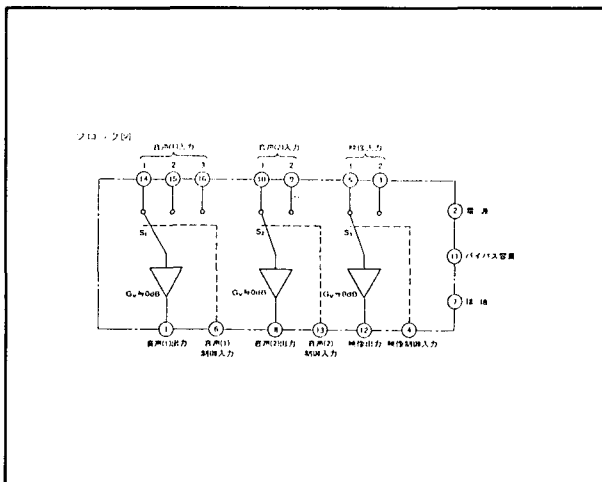 ブロック図
音声(1)入力 音声(2)入力 映像入力
1 2 3 1 2 1 2
14 15 16 10 9 5 3
2 電源
S₁ S₂ S₃
11 バイパス容量
Gv≒0dB Gv≒0dB Gv≒0dB
7 接地
1 6 8 13 12 4
音声(1)出力 音声(1)制御入力 音声(2)出力 音声(2)制御入力 映像出力 映像制御入力